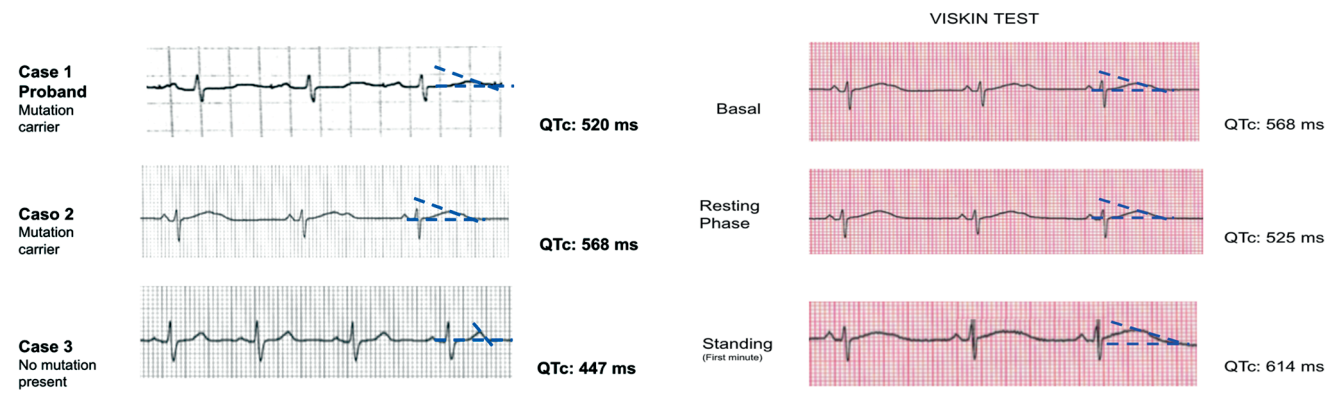 Case 1
Proband
Mutation
carrier
QTc: 520 ms
Caso 2
Mutation
carrier
QTc: 568 ms
Case 3
No mutation
present
QTc: 447 ms
VISKIN TEST
Basal
QTc: 568 ms
Resting
Phase
QTc: 525 ms
Standing
(First minute)
QTc: 614 ms